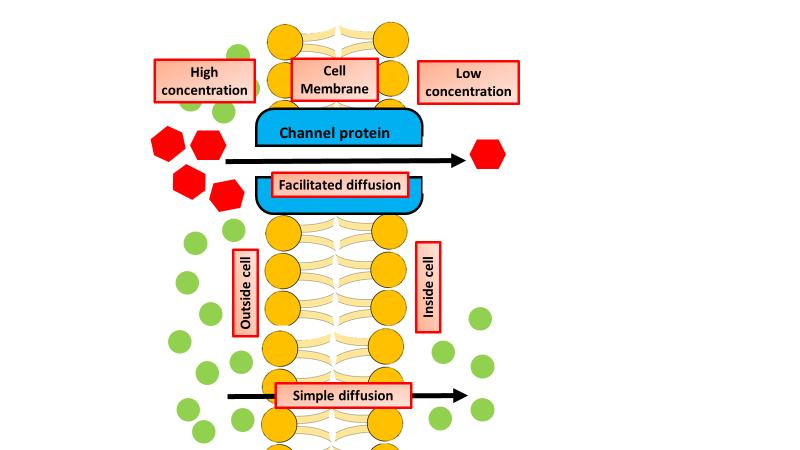 High
concentration
Cell
Membrane
Low
concentration
Channel protein
Facilitated diffusion
Outside cell
Inside cell
Simple diffusion